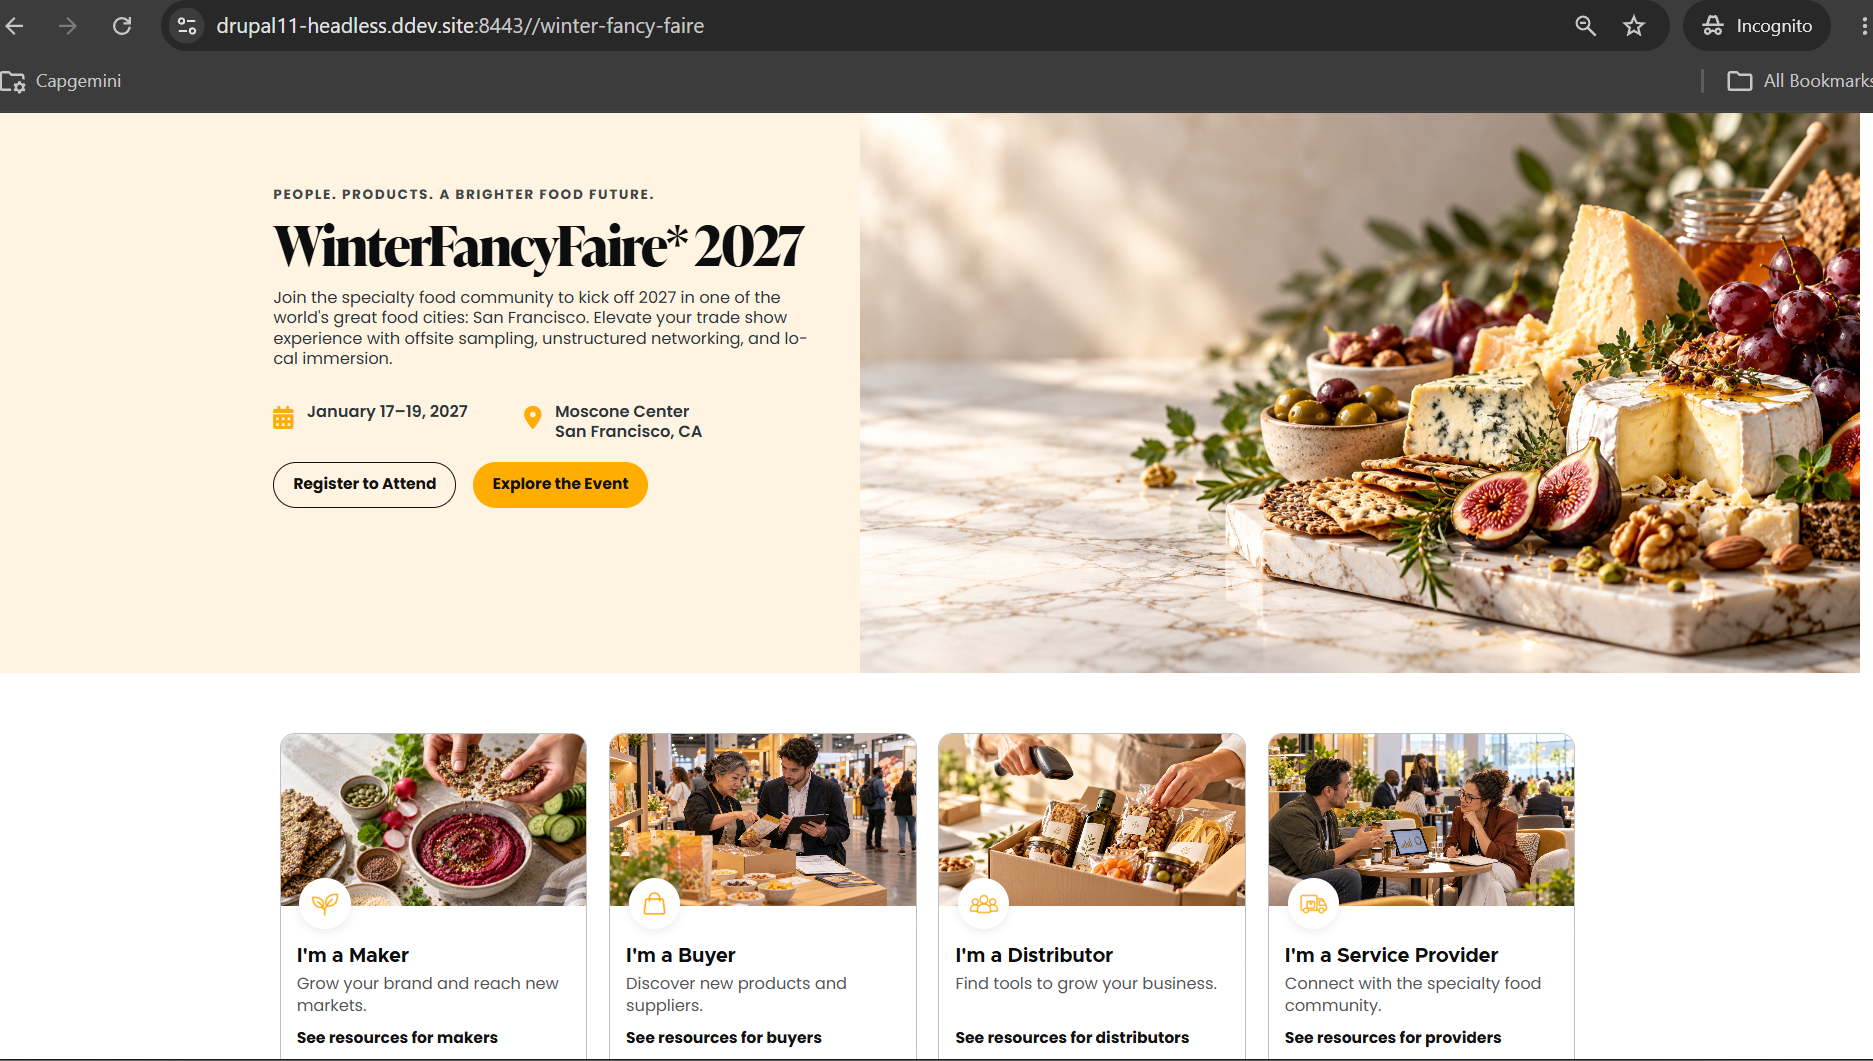 drupal11-headless.ddev.site:8443//winter-fancy-faire
Incognito
Capgemini
All Bookmarks
PEOPLE. PRODUCTS. A BRIGHTER FOOD FUTURE.
WinterFancyFaire* 2027
Join the specialty food community to kick off 2027 in one of the
world's great food cities: San Francisco. Elevate your trade show
experience with offsite sampling, unstructured networking, and lo-
cal immersion.
January 17–19, 2027
Moscone Center
San Francisco, CA
Register to Attend
Explore the Event
I'm a Maker
Grow your brand and reach new
markets.
See resources for makers
I'm a Buyer
Discover new products and
suppliers.
See resources for buyers
I'm a Distributor
Find tools to grow your business.
See resources for distributors
I'm a Service Provider
Connect with the specialty food
community.
See resources for providers